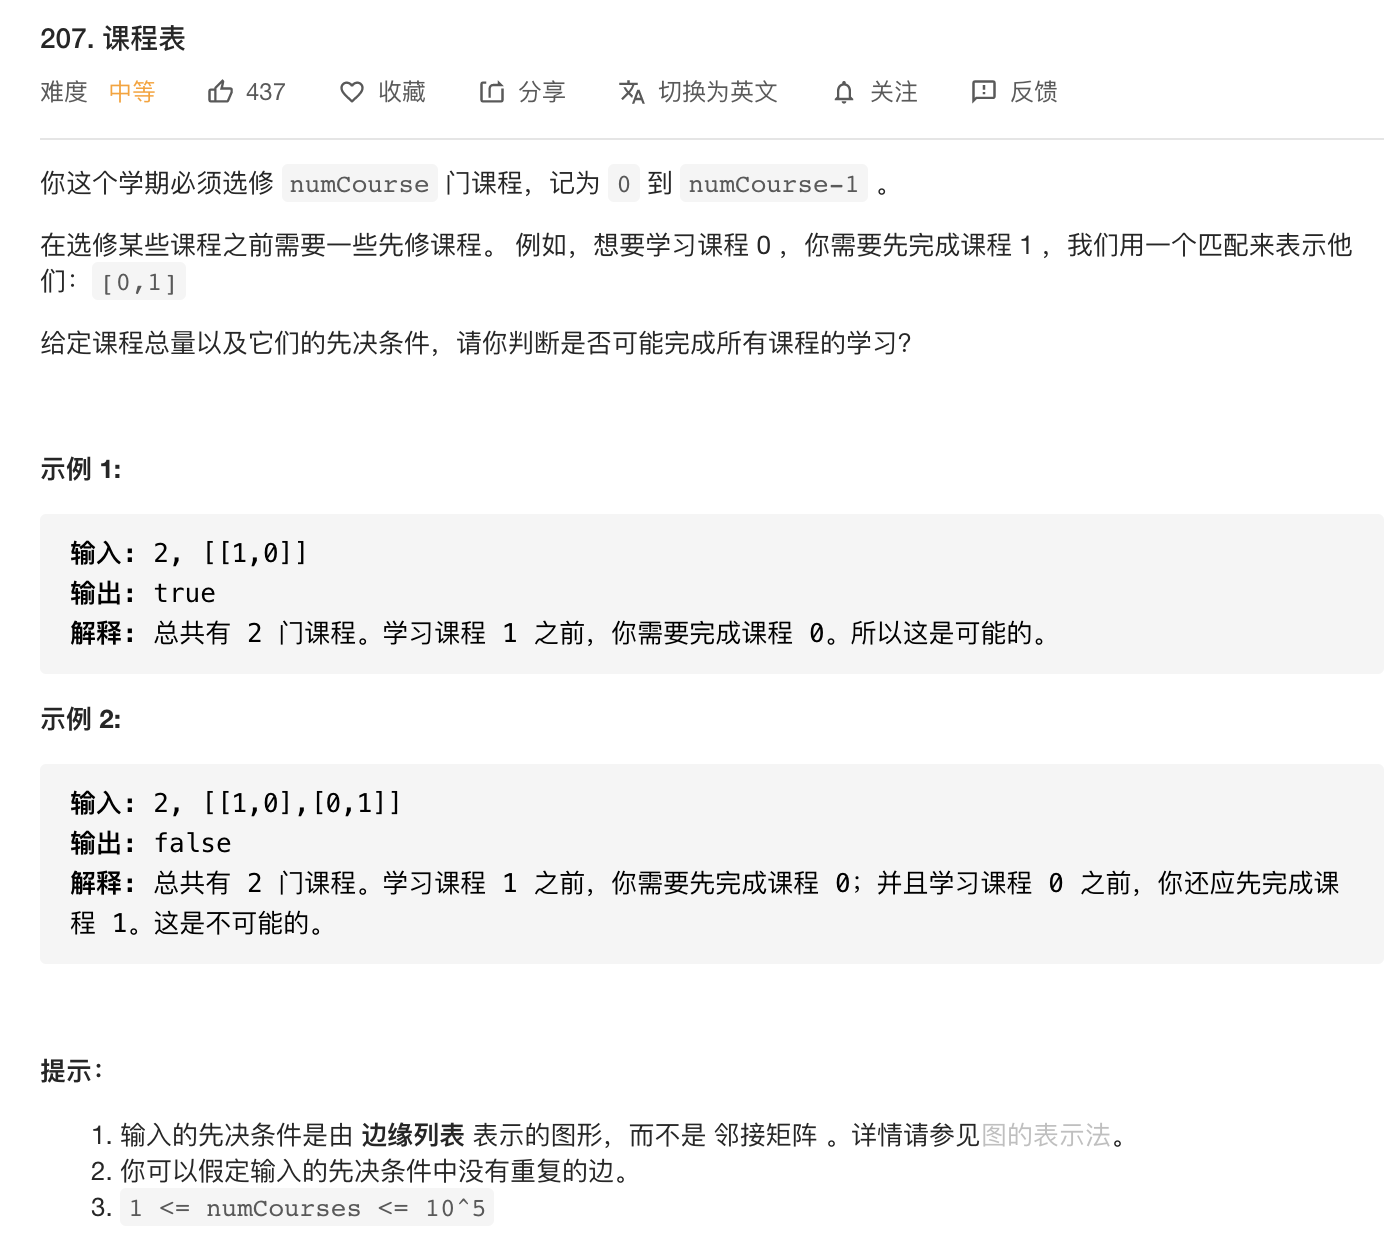 207. 课程表
难度 中等 437 收藏 分享 切换为英文 关注 反馈
你这个学期必须选修 numCourse 门课程，记为 0 到 numCourse-1 。
在选修某些课程之前需要一些先修课程。 例如，想要学习课程 0 ，你需要先完成课程 1 ，我们用一个匹配来表示他
们：[0,1]
给定课程总量以及它们的先决条件，请你判断是否可能完成所有课程的学习？
示例 1:
输入: 2, [[1,0]]
输出: true
解释: 总共有 2 门课程。学习课程 1 之前，你需要完成课程 0。所以这是可能的。
示例 2:
输入: 2, [[1,0],[0,1]]
输出: false
解释: 总共有 2 门课程。学习课程 1 之前，你需要先完成课程 0；并且学习课程 0 之前，你还应先完成课
程 1。这是不可能的。
提示：
1. 输入的先决条件是由 边缘列表 表示的图形，而不是 邻接矩阵 。详情请参见图的表示法。
2. 你可以假定输入的先决条件中没有重复的边。
3. 1 <= numCourses <= 10^5